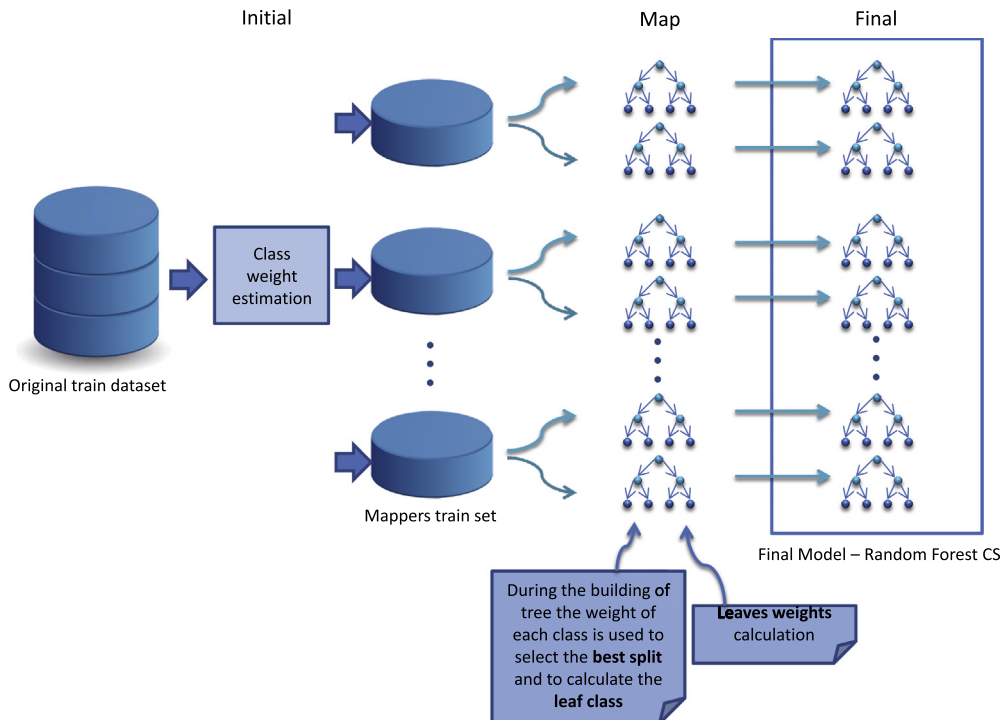 Initial
Map
Final
Class
weight
estimation
Original train dataset
Mappers train set
Final Model – Random Forest CS
During the building of
tree the weight of
each class is used to
select the best split
and to calculate the
leaf class
Leaves weights
calculation